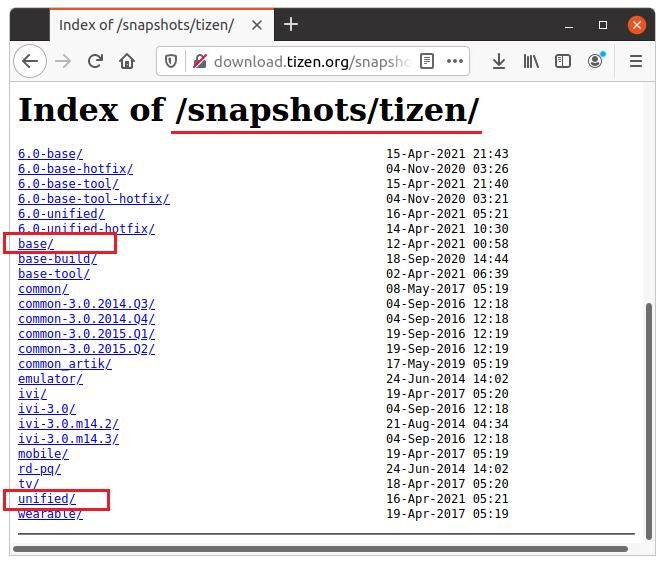 Index of /snapshots/tizen/
download.tizen.org/snapsho
Index of /snapshots/tizen/
6.0-base/ 15-Apr-2021 21:43
6.0-base-hotfix/ 04-Nov-2020 03:26
6.0-base-tool/ 15-Apr-2021 21:40
6.0-base-tool-hotfix/ 04-Nov-2020 03:21
6.0-unified/ 16-Apr-2021 05:21
6.0-unified-hotfix/ 14-Apr-2021 10:30
base/ 12-Apr-2021 00:58
base-build/ 18-Sep-2020 14:44
base-tool/ 02-Apr-2021 06:39
common/ 08-May-2017 05:19
common-3.0.2014.Q3/ 04-Sep-2016 12:18
common-3.0.2014.Q4/ 04-Sep-2016 12:18
common-3.0.2015.Q1/ 19-Sep-2016 12:19
common-3.0.2015.Q2/ 19-Sep-2016 12:19
common_artik/ 17-May-2019 05:19
emulator/ 24-Jun-2014 14:02
ivi/ 19-Apr-2017 05:20
ivi-3.0/ 04-Sep-2016 12:18
ivi-3.0.m14.2/ 21-Aug-2014 04:34
ivi-3.0.m14.3/ 04-Sep-2016 12:18
mobile/ 19-Apr-2017 05:19
rd-pq/ 24-Jun-2014 14:02
tv/ 18-Apr-2017 05:20
unified/ 16-Apr-2021 05:21
wearable/ 19-Apr-2017 05:19